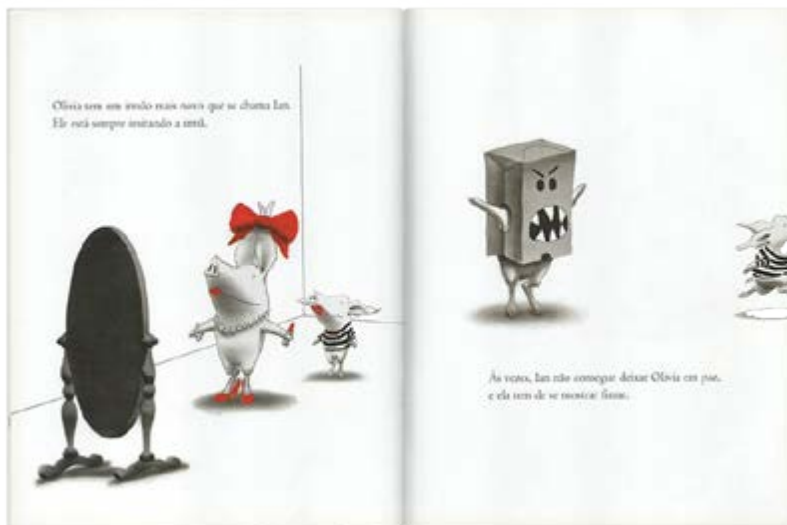 Olivia tem um irmão mais novo que se chama Ian.
Ele está sempre imitando a irmã.
Às vezes, Ian não consegue deixar Olivia em paz,
e ela tem de se mostrar firme.